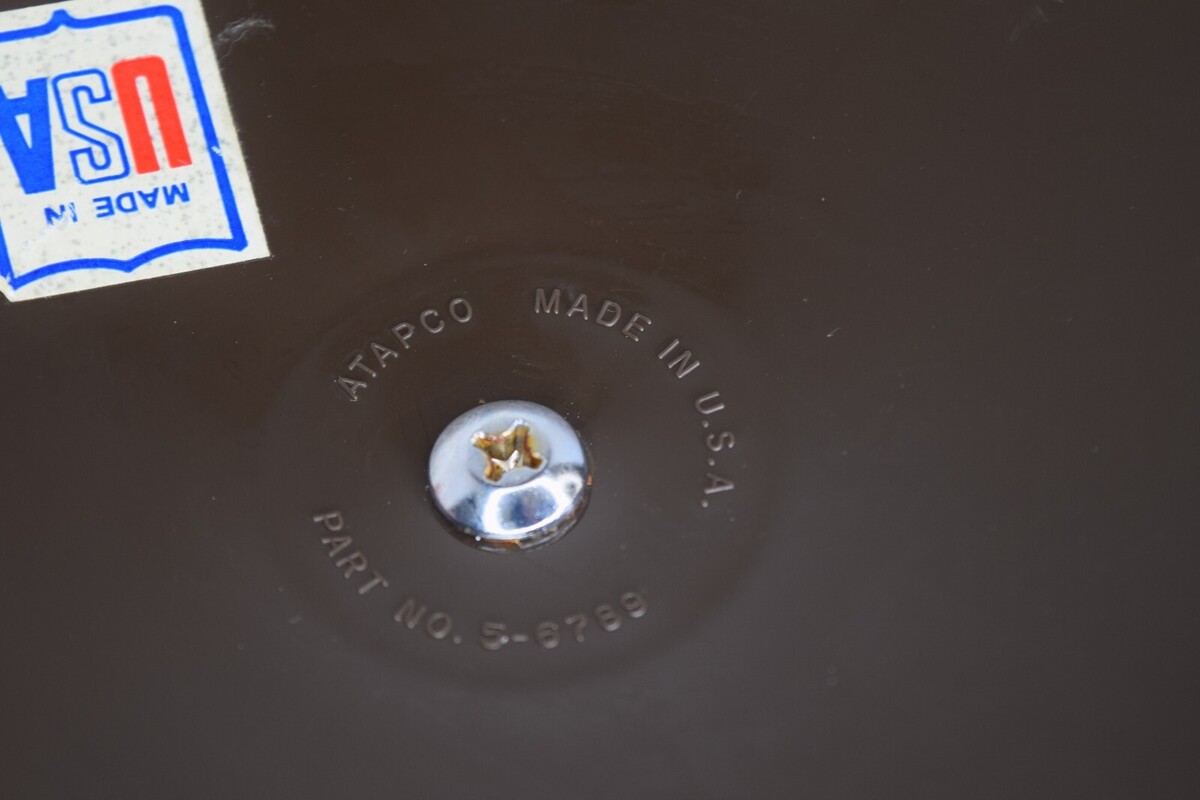 MADE IN
USA
ATAPCO MADE IN U.S.A.
PART NO. 5-6789